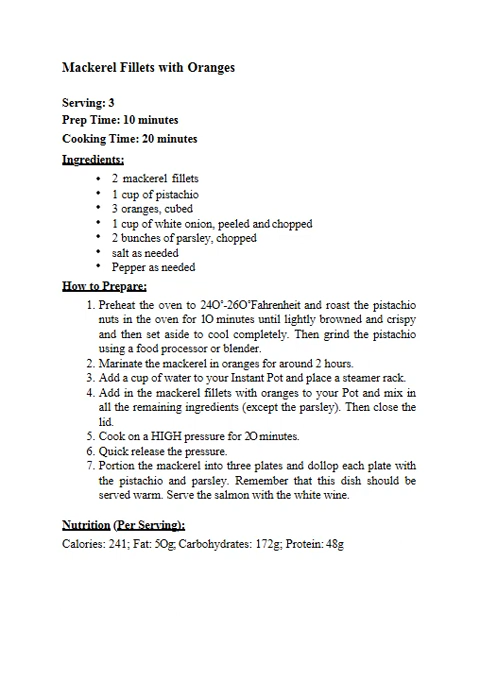 Mackerel Fillets with Oranges
Serving: 3
Prep Time: 10 minutes
Cooking Time: 20 minutes
Ingredients:
• 2 mackerel fillets
• 1 cup of pistachio
• 3 oranges, cubed
• 1 cup of white onion, peeled and chopped
• 2 bunches of parsley, chopped
• salt as needed
• Pepper as needed
How to Prepare:
1. Preheat the oven to 24O°-26O°Fahrenheit and roast the pistachio
nuts in the oven for 1O minutes until lightly browned and crispy
and then set aside to cool completely. Then grind the pistachio
using a food processor or blender.
2. Marinate the mackerel in oranges for around 2 hours.
3. Add a cup of water to your Instant Pot and place a steamer rack.
4. Add in the mackerel fillets with oranges to your Pot and mix in
all the remaining ingredients (except the parsley). Then close the
lid.
5. Cook on a HIGH pressure for 2O minutes.
6. Quick release the pressure.
7. Portion the mackerel into three plates and dollop each plate with
the pistachio and parsley. Remember that this dish should be
served warm. Serve the salmon with the white wine.
Nutrition (Per Serving):
Calories: 241; Fat: 5Og; Carbohydrates: 172g; Protein: 48g